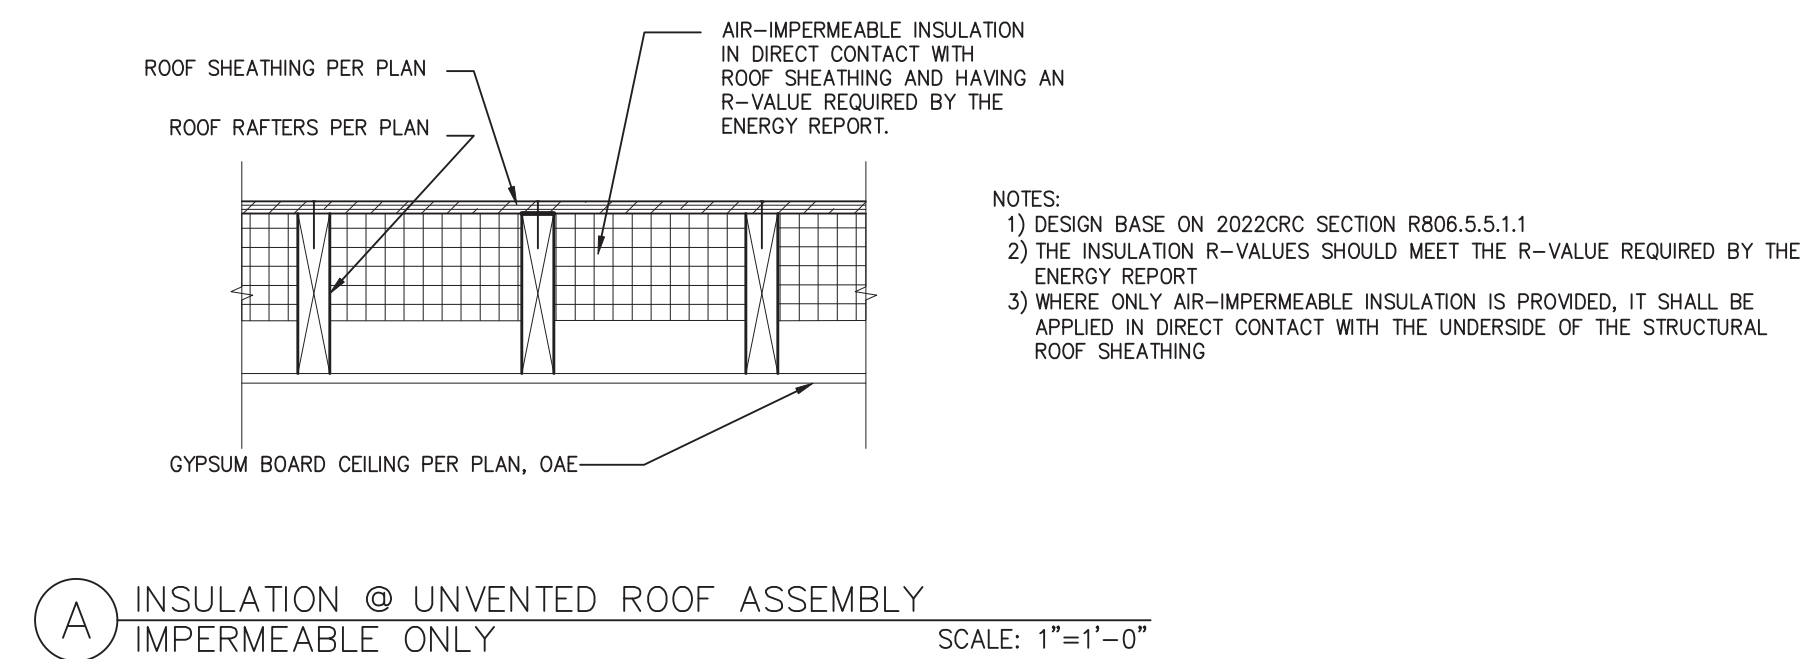 AIR-IMPERMEABLE INSULATION
IN DIRECT CONTACT WITH
ROOF SHEATHING AND HAVING AN
R-VALUE REQUIRED BY THE
ENERGY REPORT.
ROOF SHEATHING PER PLAN
ROOF RAFTERS PER PLAN
NOTES:
1) DESIGN BASE ON 2022CRC SECTION R806.5.5.1.1
2) THE INSULATION R-VALUES SHOULD MEET THE R-VALUE REQUIRED BY THE
ENERGY REPORT
3) WHERE ONLY AIR-IMPERMEABLE INSULATION IS PROVIDED, IT SHALL BE
APPLIED IN DIRECT CONTACT WITH THE UNDERSIDE OF THE STRUCTURAL
ROOF SHEATHING
GYPSUM BOARD CEILING PER PLAN, OAE
A
INSULATION @ UNVENTED ROOF ASSEMBLY
IMPERMEABLE ONLY
SCALE: 1"=1'-0"